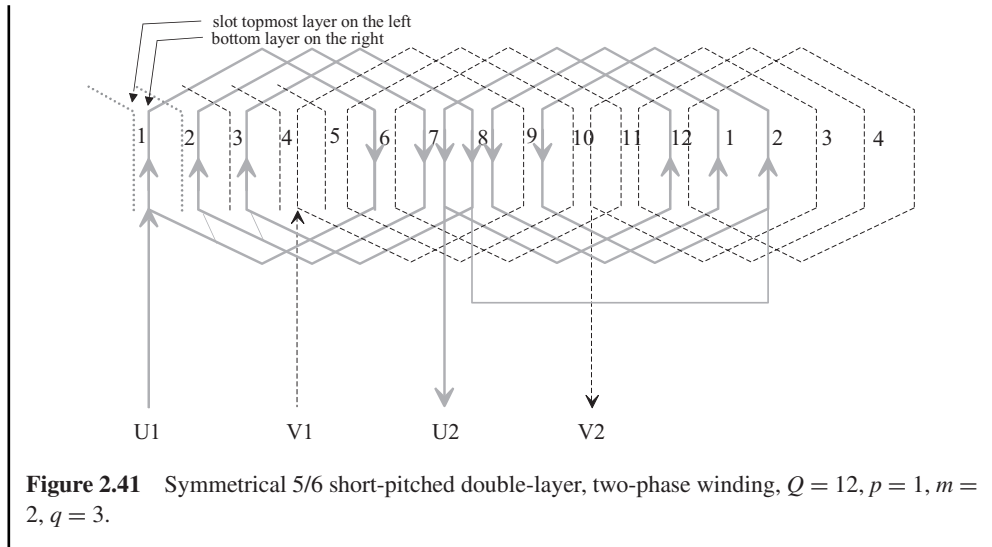 slot topmost layer on the left
bottom layer on the right
1 2 3 4 5 6 7 8 9 10 11 12 1 2 3 4
U1 V1 U2 V2
Figure 2.41 Symmetrical 5/6 short-pitched double-layer, two-phase winding, Q = 12, p = 1, m =
2, q = 3.